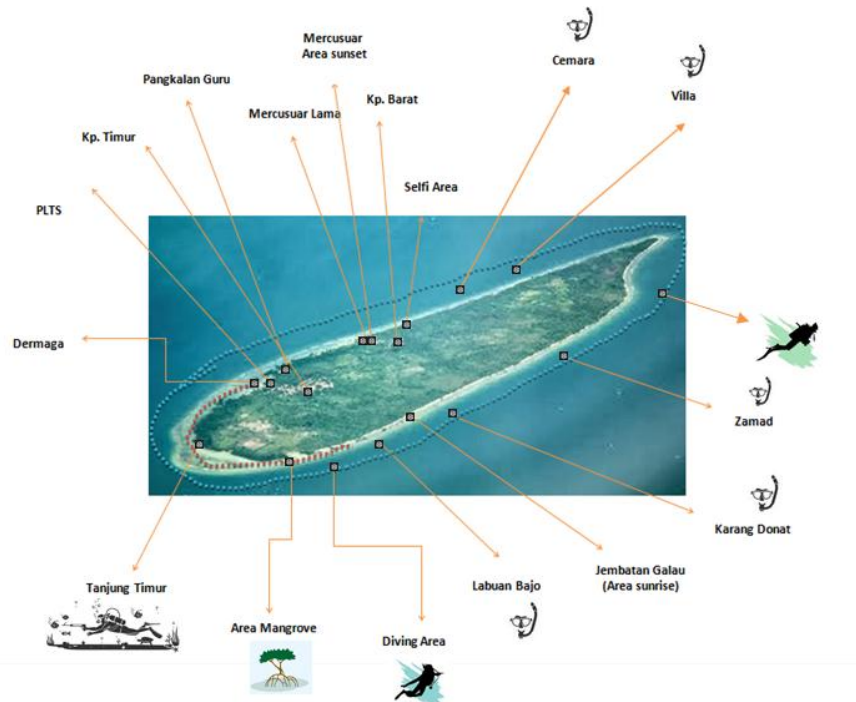 Mercusuar
Area sunset
Cemara
Pangkalan Guru
Villa
Mercusuar Lama
Kp. Barat
Kp. Timur
Selfi Area
PLTS
Dermaga
Zamad
Karang Donat
Jembatan Galau
(Area sunrise)
Labuan Bajo
Tanjung Timur
Area Mangrove
Diving Area